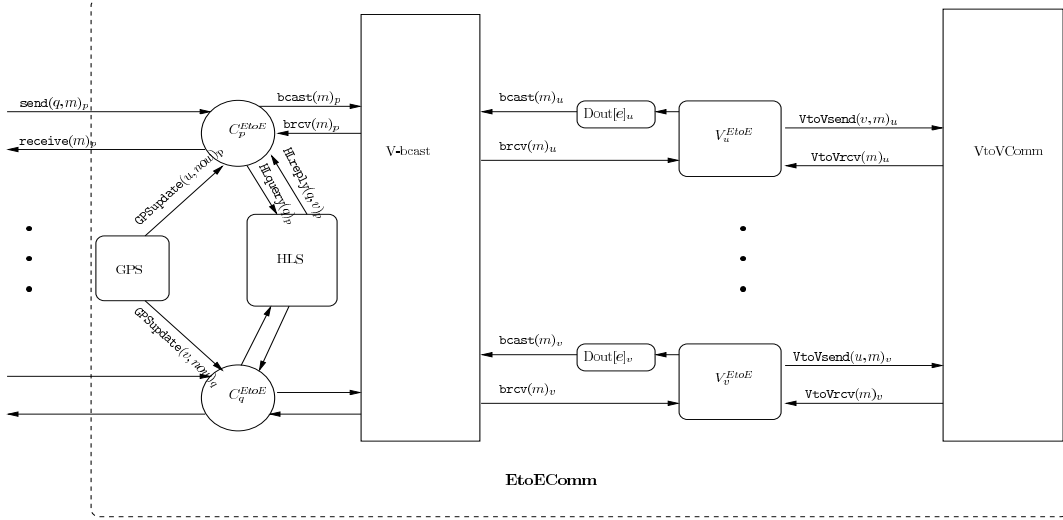 send(q,m)_p
receive(m)_p
C_p^{EtoE}
bcast(m)_p
brcv(m)_p
GPSupdate(u,now)_p
HLquery(q)_p
HLreply(q,v)_p
GPS
HLS
GPSupdate(v,now)_q
C_q^{EtoE}
V-bcast
bcast(m)_u
Dout[e]_u
brcv(m)_u
V_u^{EtoE}
VtoVsend(v,m)_u
VtoVrcv(m)_u
VtoVComm
bcast(m)_v
Dout[e]_v
brcv(m)_v
V_v^{EtoE}
VtoVsend(u,m)_v
VtoVrcv(m)_v
EtoEComm